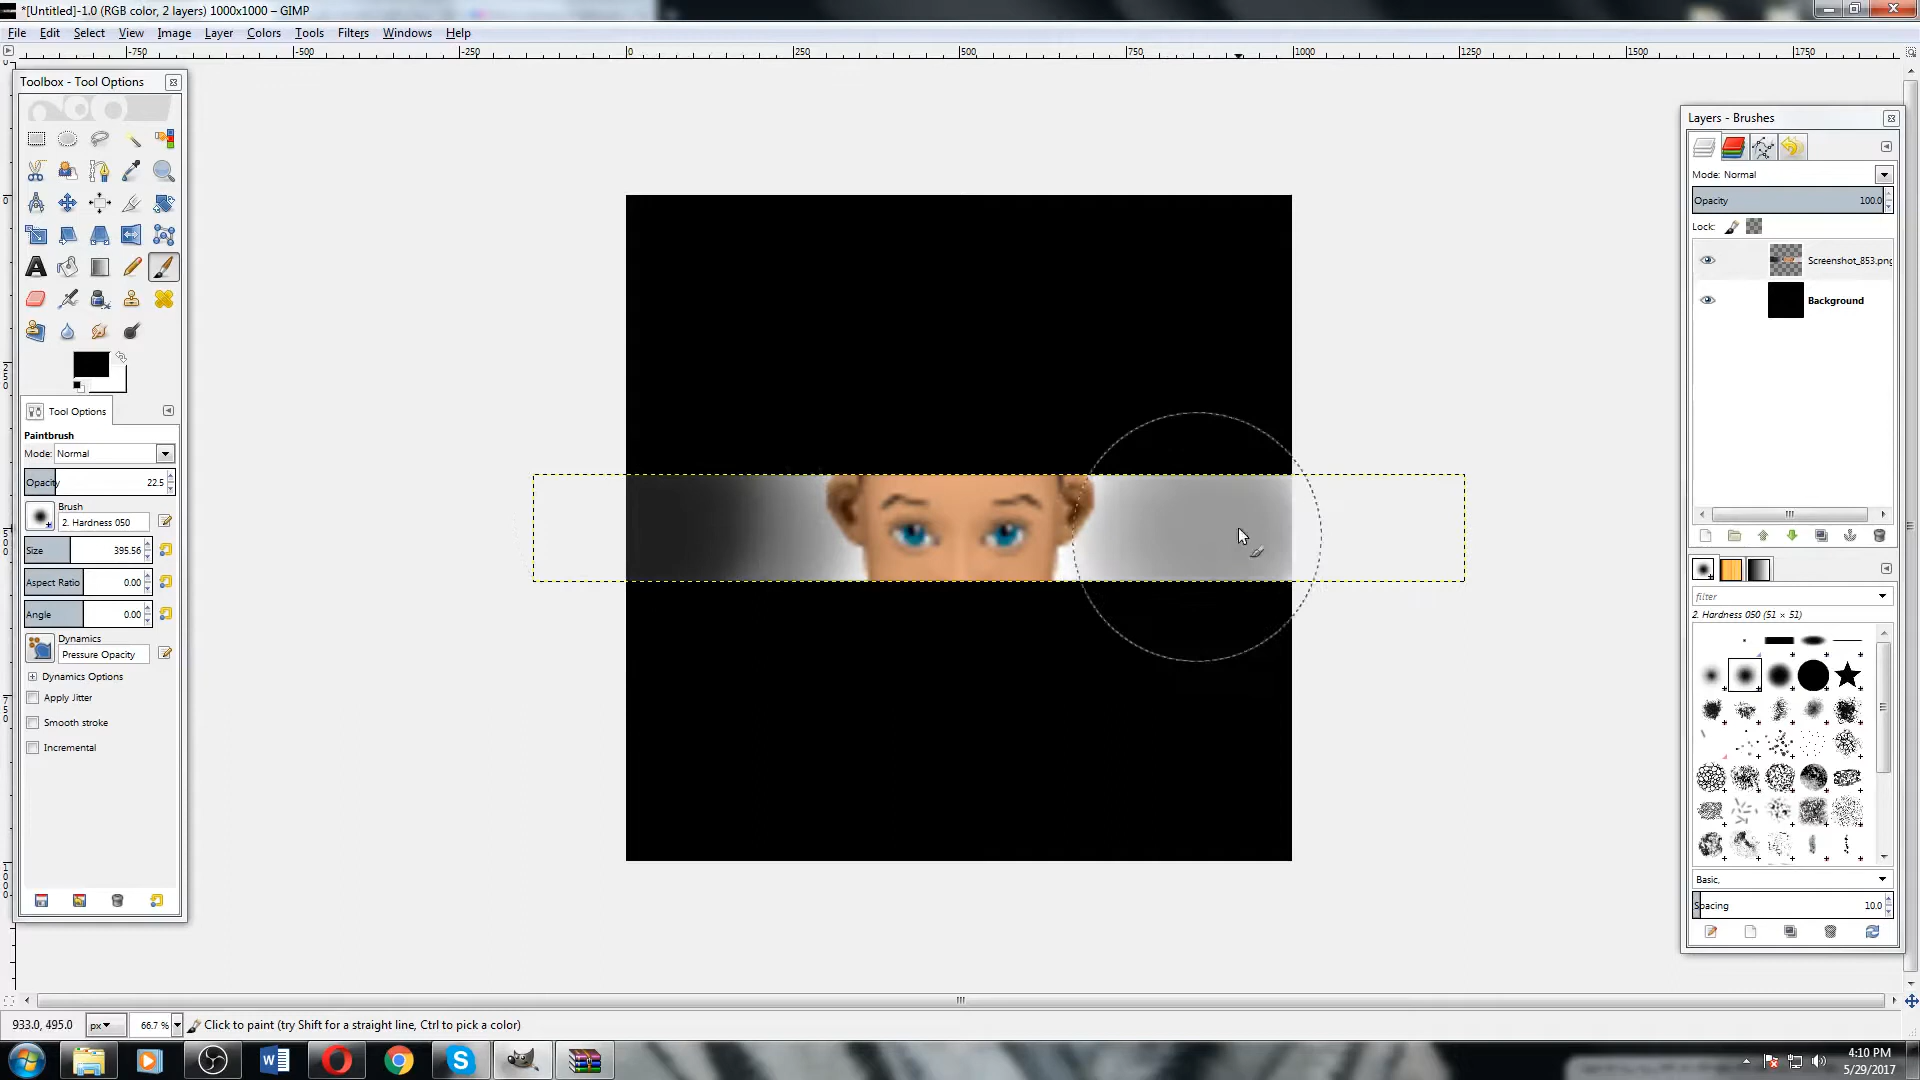 *[Untitled]-1.0 (RGB color, 2 layers) 1000x1000 – GIMP
File Edit Select View Image Layer Colors Tools Filters Windows Help
-750 -500 -250 0 250 500 750 1000 1250 1500 1750
Toolbox - Tool Options
Layers - Brushes
Mode: Normal
Opacity 100.0
Lock:
Screenshot_853.png
Background
0
250
500
750
1000
Tool Options
Paintbrush
Mode: Normal
Opacity 22.5
Brush
2. Hardness 050
Size 395.56
Aspect Ratio 0.00
Angle 0.00
Dynamics
Pressure Opacity
Dynamics Options
Apply Jitter
Smooth stroke
Incremental
filter
2. Hardness 050 (51 × 51)
Basic,
Spacing 10.0
933.0, 495.0 px 66.7 % Click to paint (try Shift for a straight line, Ctrl to pick a color)
4:10 PM
5/29/2017